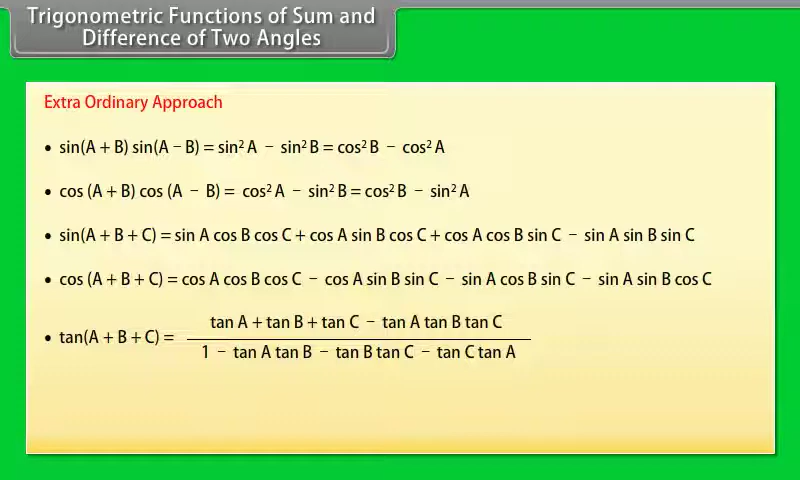 Trigonometric Functions of Sum and
Difference of Two Angles
Extra Ordinary Approach
• sin(A + B) sin(A − B) = sin² A − sin² B = cos² B − cos² A
• cos (A + B) cos (A − B) = cos² A − sin² B = cos² B − sin² A
• sin(A + B + C) = sin A cos B cos C + cos A sin B cos C + cos A cos B sin C − sin A sin B sin C
• cos (A + B + C) = cos A cos B cos C − cos A sin B sin C − sin A cos B sin C − sin A sin B cos C
tan A + tan B + tan C − tan A tan B tan C
• tan(A + B + C) =
1 − tan A tan B − tan B tan C − tan C tan A